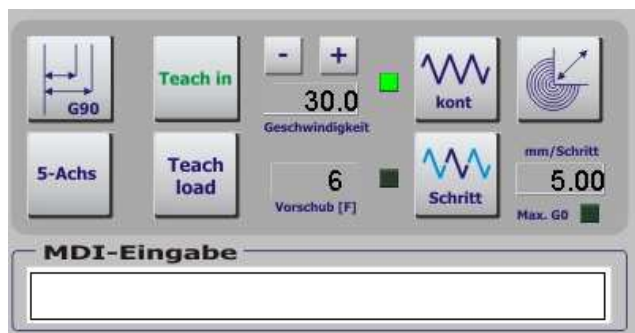 G90
Teach in
- +
30.0
Geschwindigkeit
kont
5-Achs
Teach
load
6
Vorschub [F]
Schritt
mm/Schritt
5.00
Max. G0
MDI-Eingabe